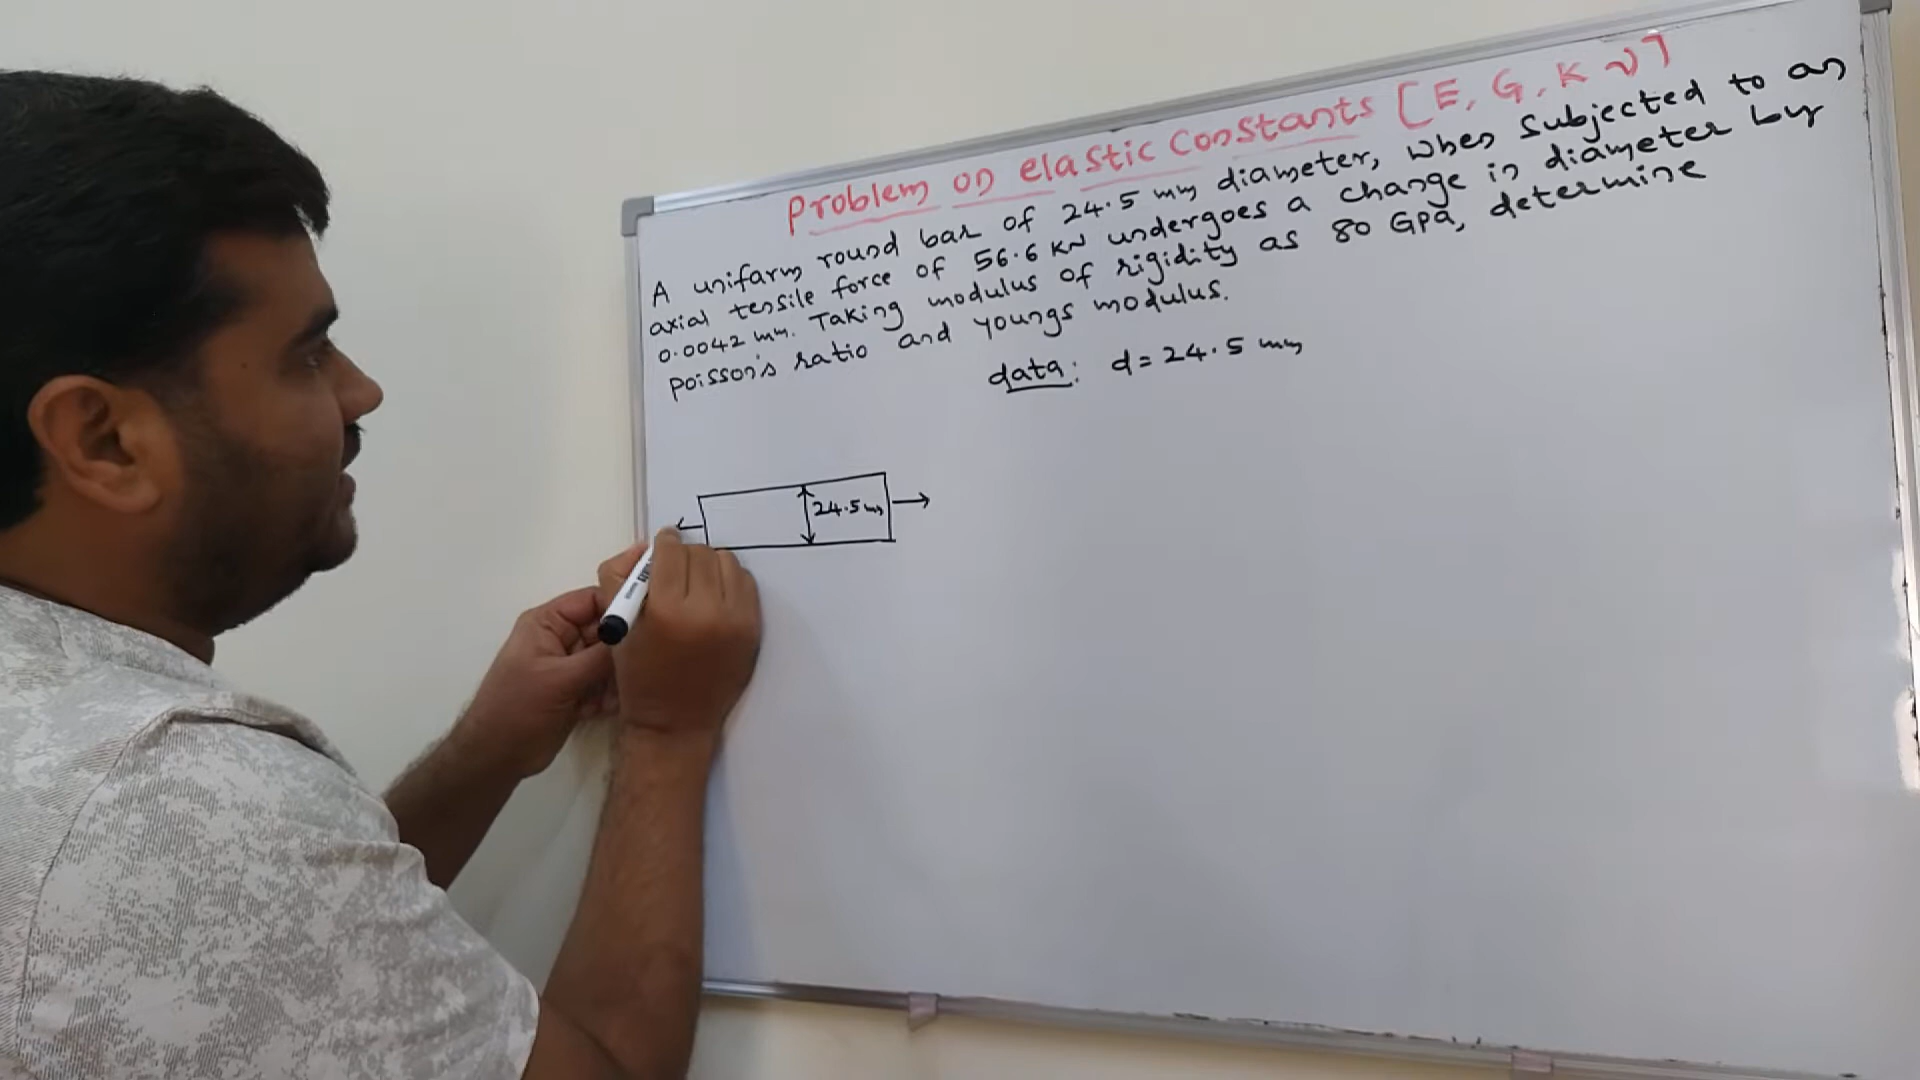 Problem on elastic constants [E, G, K ν]
A uniform round bar of 24.5 mm diameter, when subjected to an
axial tensile force of 56.6 KN undergoes a change in diameter by
0.0042 mm. Taking modulus of rigidity as 80 GPa, determine
poisson's ratio and youngs modulus.
data: d = 24.5 mm
24.5 mm